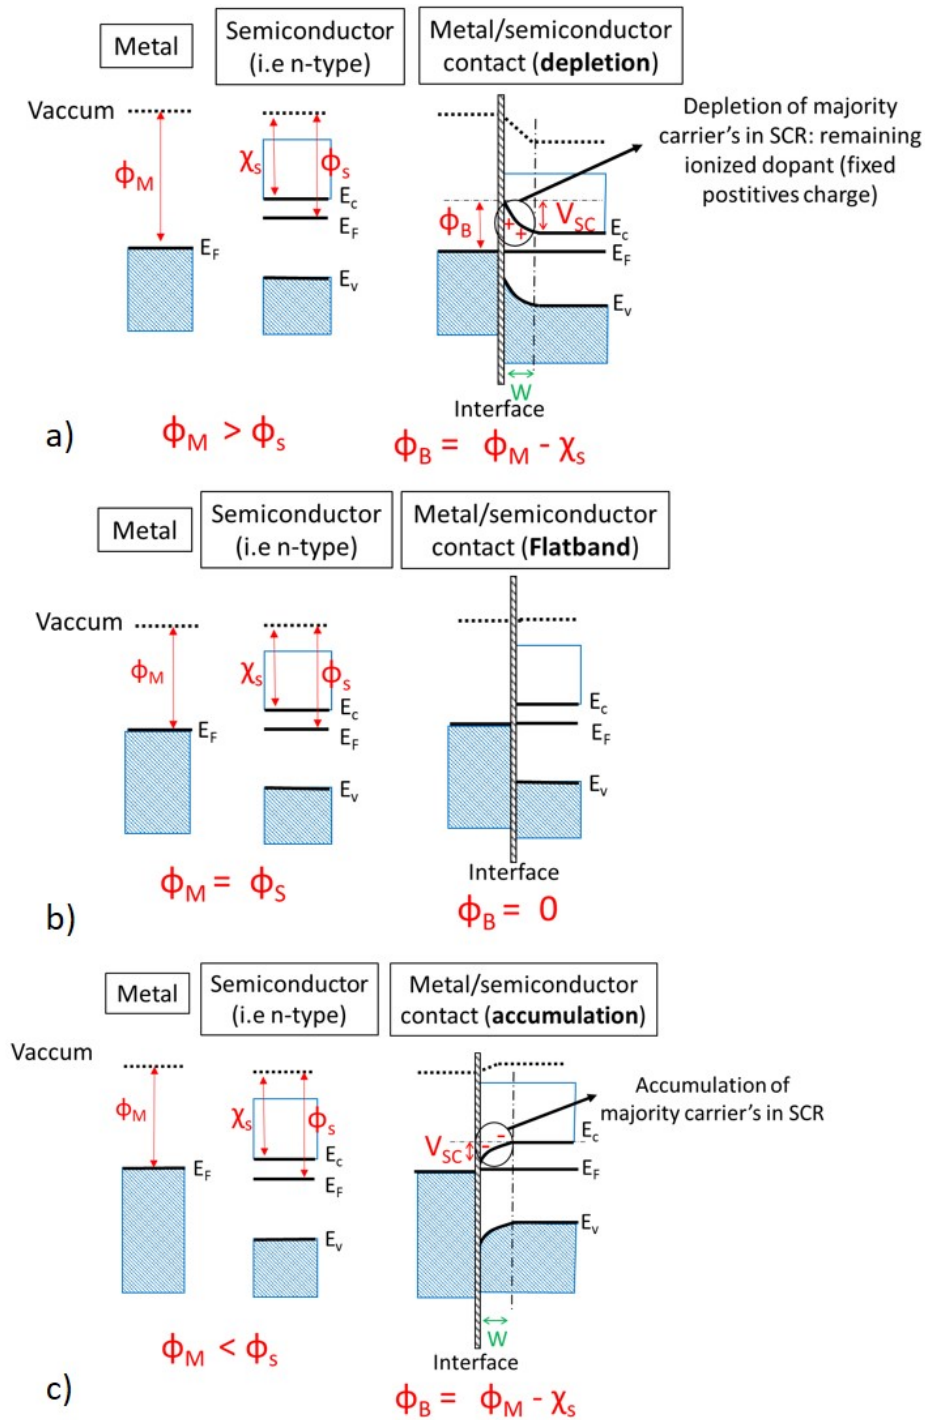 Metal
Semiconductor
(i.e n-type)
Metal/semiconductor
contact (depletion)
Vaccum
Depletion of majority
carrier's in SCR: remaining
ionized dopant (fixed
postitives charge)
ϕM
χs
ϕs
Ec
EF
EF
Ev
ϕB
+
+
VSC
Ec
EF
Ev
W
Interface
a)
ϕM > ϕs
ϕB = ϕM - χs
Metal
Semiconductor
(i.e n-type)
Metal/semiconductor
contact (Flatband)
Vaccum
ϕM
χs
ϕs
EF
Ec
EF
Ev
Ec
EF
Ev
Interface
b)
ϕM = ϕS
ϕB = 0
Metal
Semiconductor
(i.e n-type)
Metal/semiconductor
contact (accumulation)
Vaccum
Accumulation of
majority carrier's in SCR
ϕM
χs
ϕs
EF
Ec
EF
Ev
VSC
-
-
Ec
EF
Ev
W
Interface
c)
ϕM < ϕs
ϕB = ϕM - χs